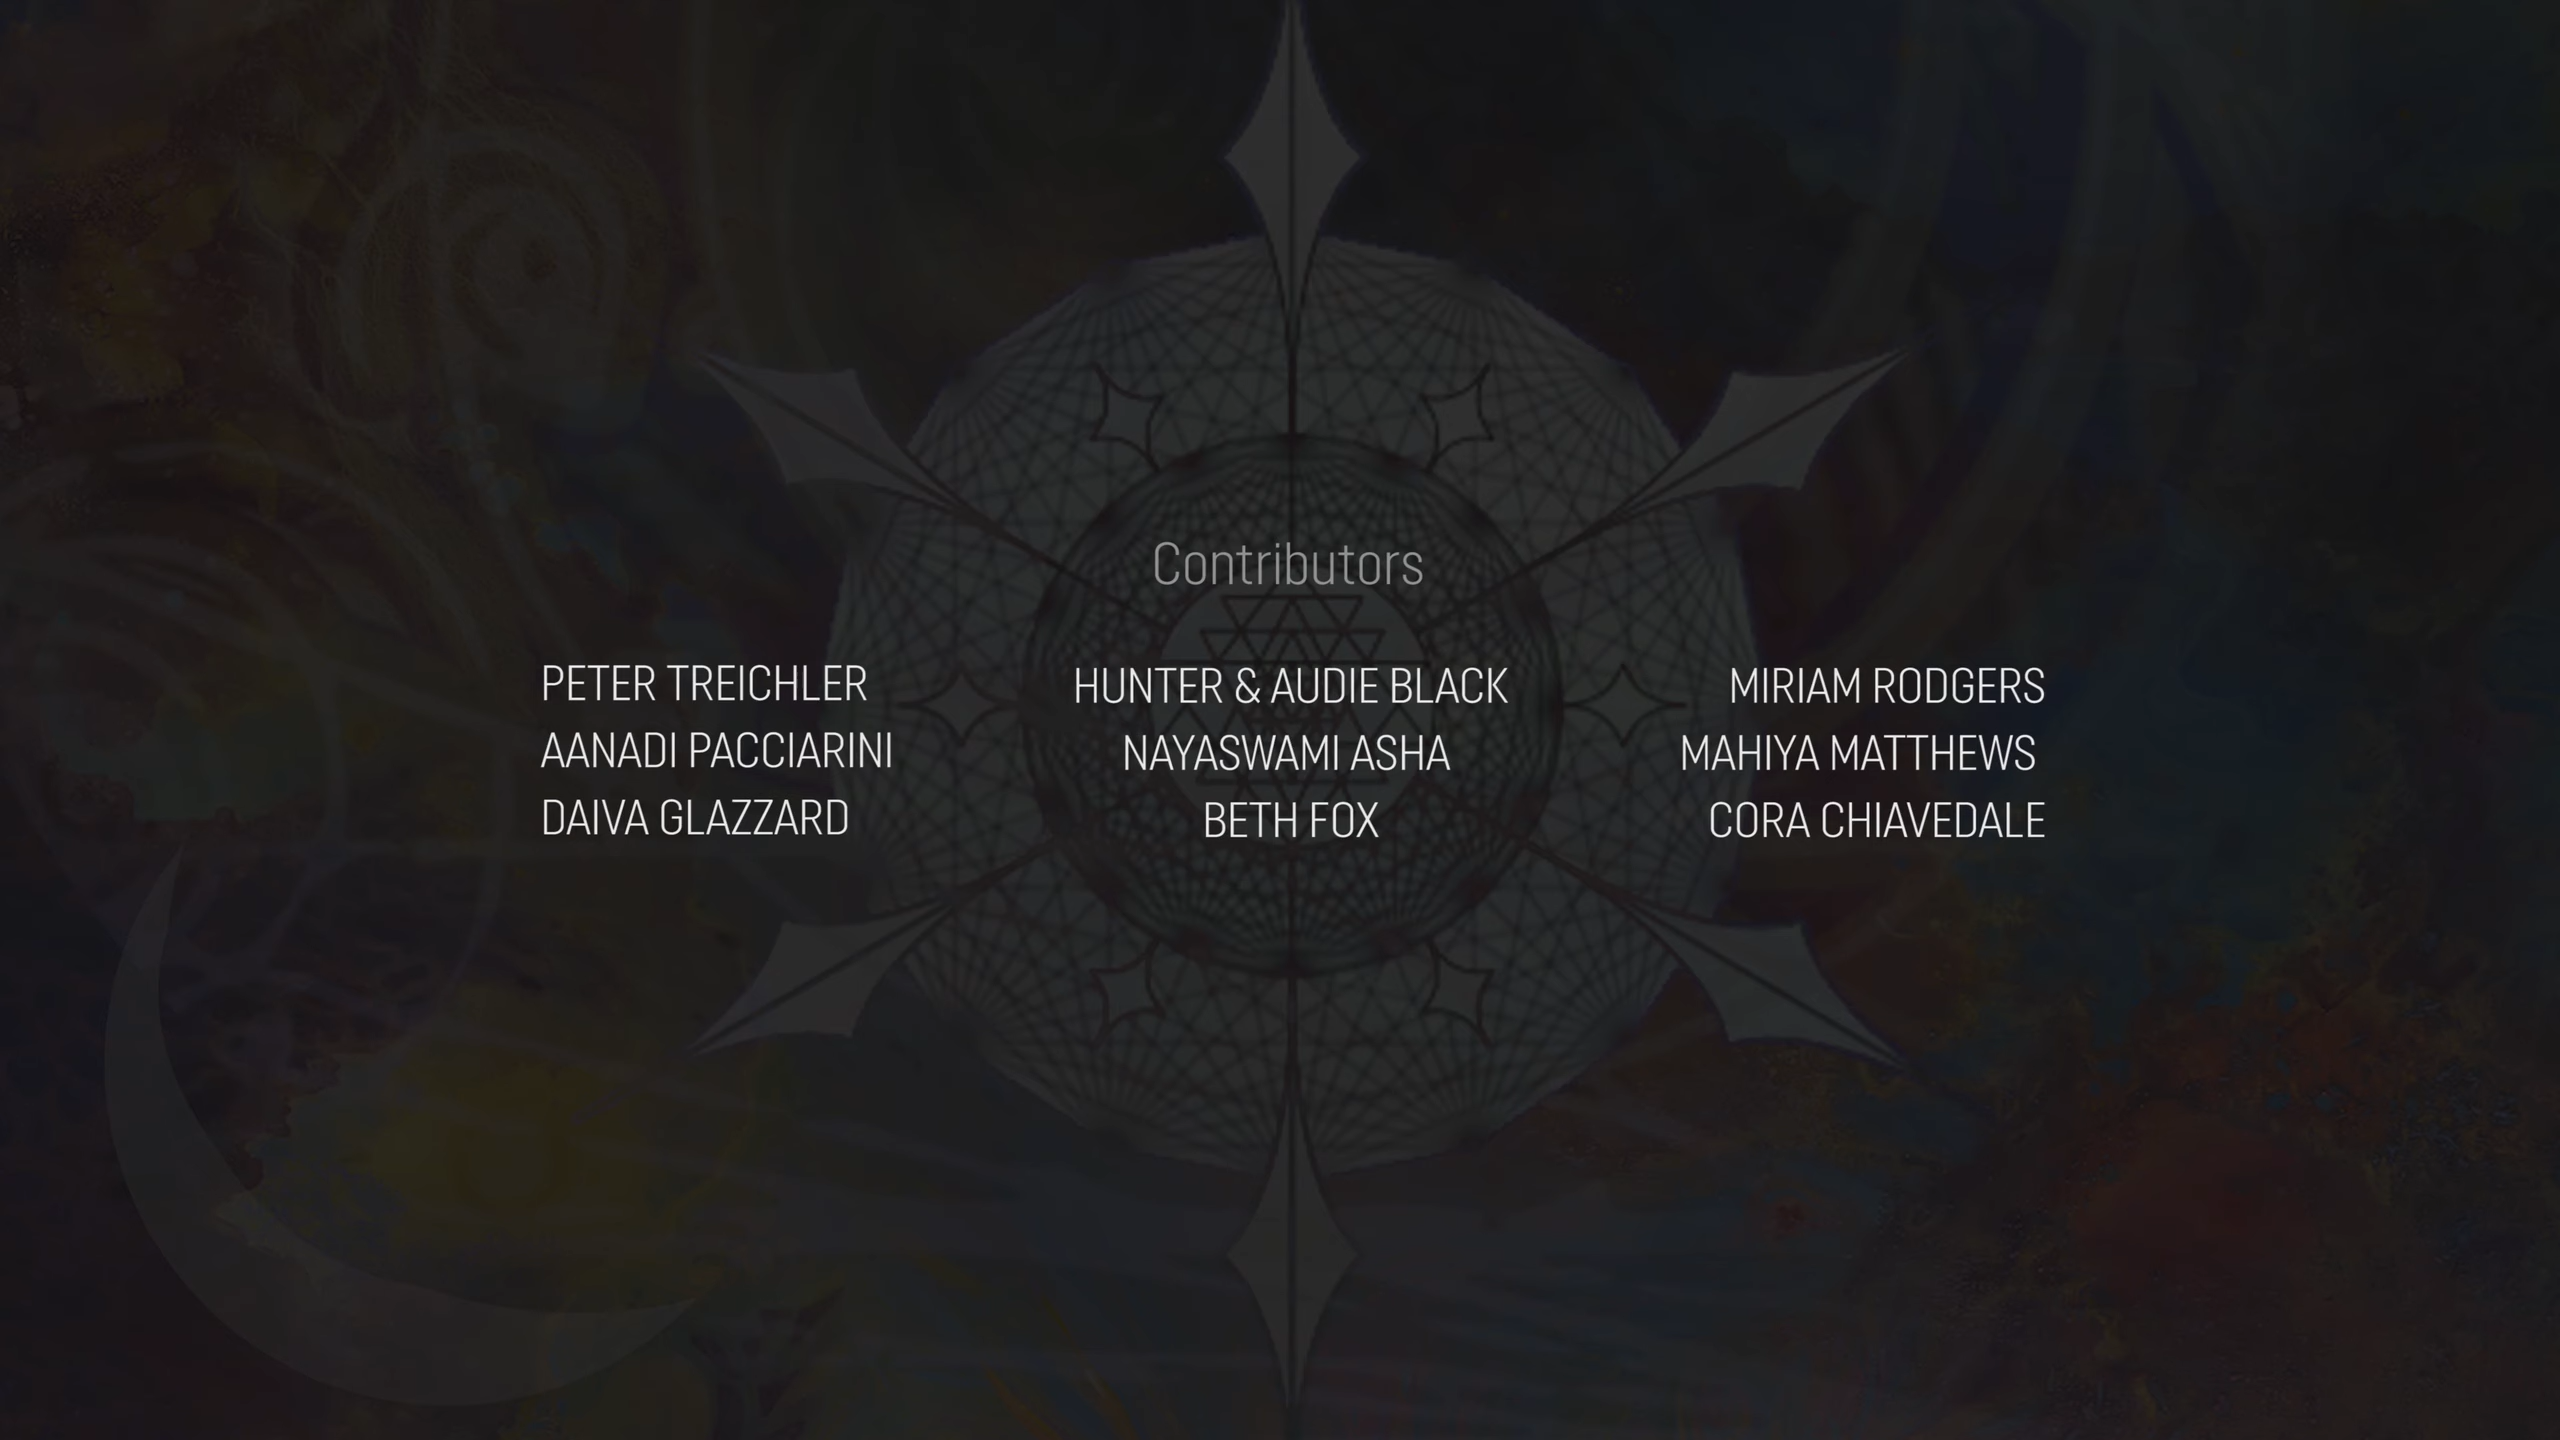 Contributors
PETER TREICHLER
AANADI PACCIARINI
DAIVA GLAZZARD
HUNTER & AUDIE BLACK
NAYASWAMI ASHA
BETH FOX
MIRIAM RODGERS
MAHIYA MATTHEWS
CORA CHIAVEDALE